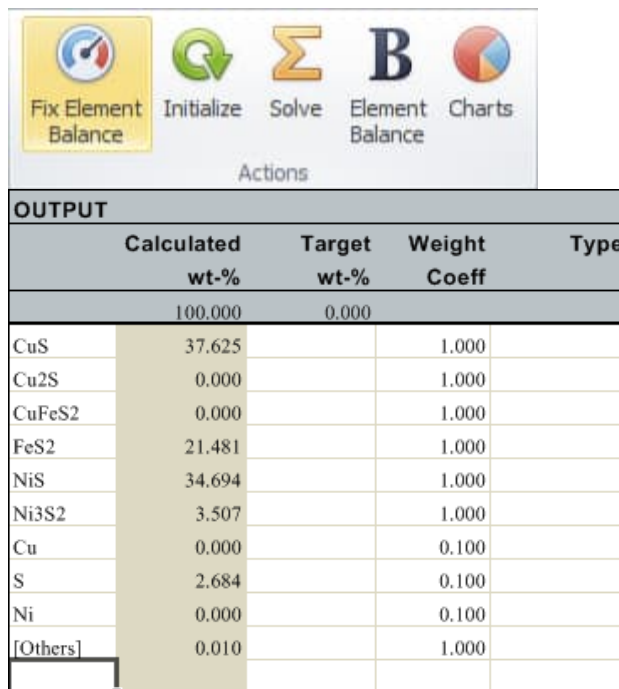 Fix Element Initialize Solve Element Charts
Balance Balance
Actions
OUTPUT
Calculated Target Weight Type
wt-% wt-% Coeff
100.000 0.000
CuS 37.625 1.000
Cu2S 0.000 1.000
CuFeS2 0.000 1.000
FeS2 21.481 1.000
NiS 34.694 1.000
Ni3S2 3.507 1.000
Cu 0.000 0.100
S 2.684 0.100
Ni 0.000 0.100
[Others] 0.010 1.000